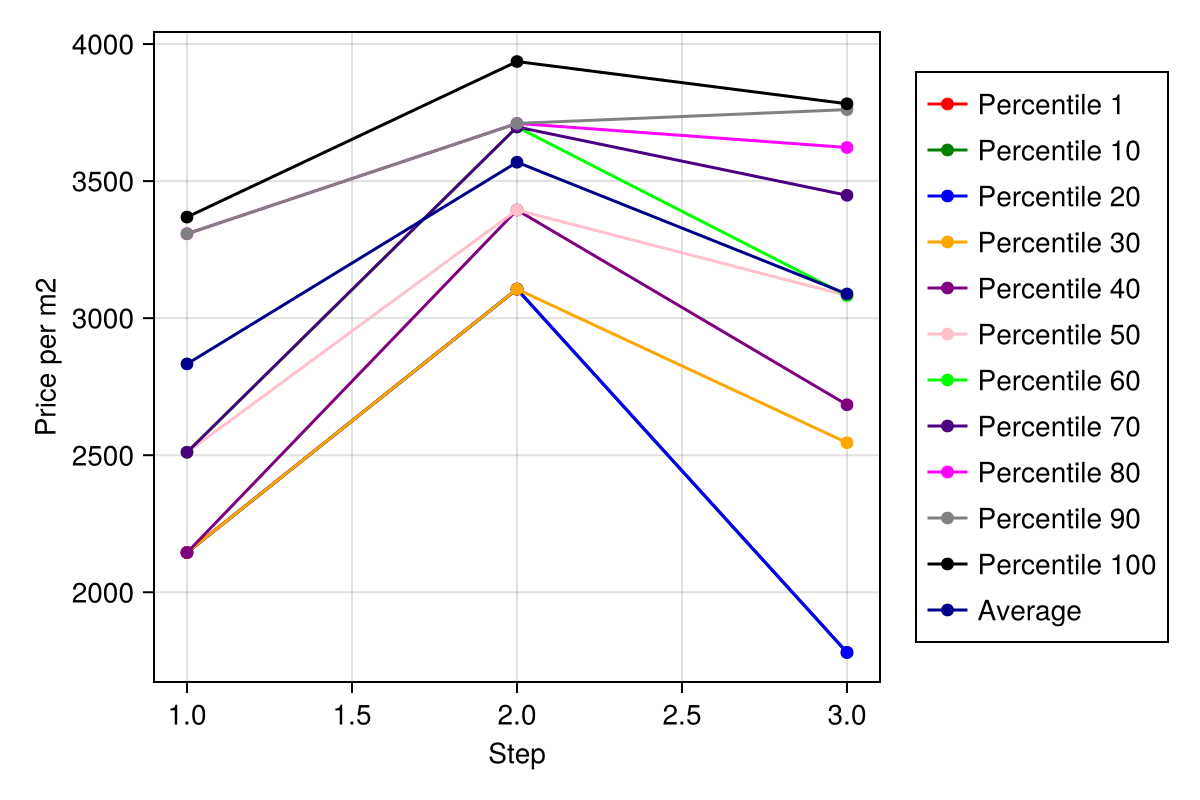 4000
3500
3000
2500
2000
Price per m2
1.0 1.5 2.0 2.5 3.0
Step
Percentile 1
Percentile 10
Percentile 20
Percentile 30
Percentile 40
Percentile 50
Percentile 60
Percentile 70
Percentile 80
Percentile 90
Percentile 100
Average